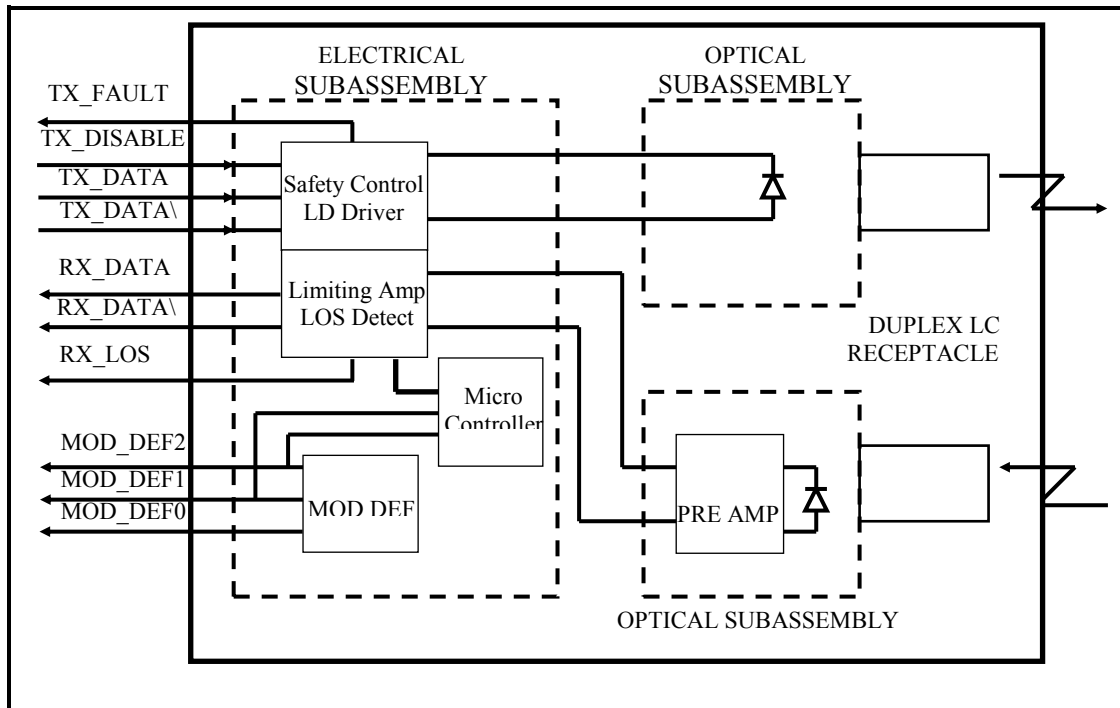 ELECTRICAL
SUBASSEMBLY
OPTICAL
SUBASSEMBLY
TX_FAULT
TX_DISABLE
TX_DATA
TX_DATA\
Safety Control
LD Driver
RX_DATA
RX_DATA\
RX_LOS
Limiting Amp
LOS Detect
DUPLEX LC
RECEPTACLE
Micro
Controller
MOD_DEF2
MOD_DEF1
MOD_DEF0
MOD DEF
PRE AMP
OPTICAL SUBASSEMBLY